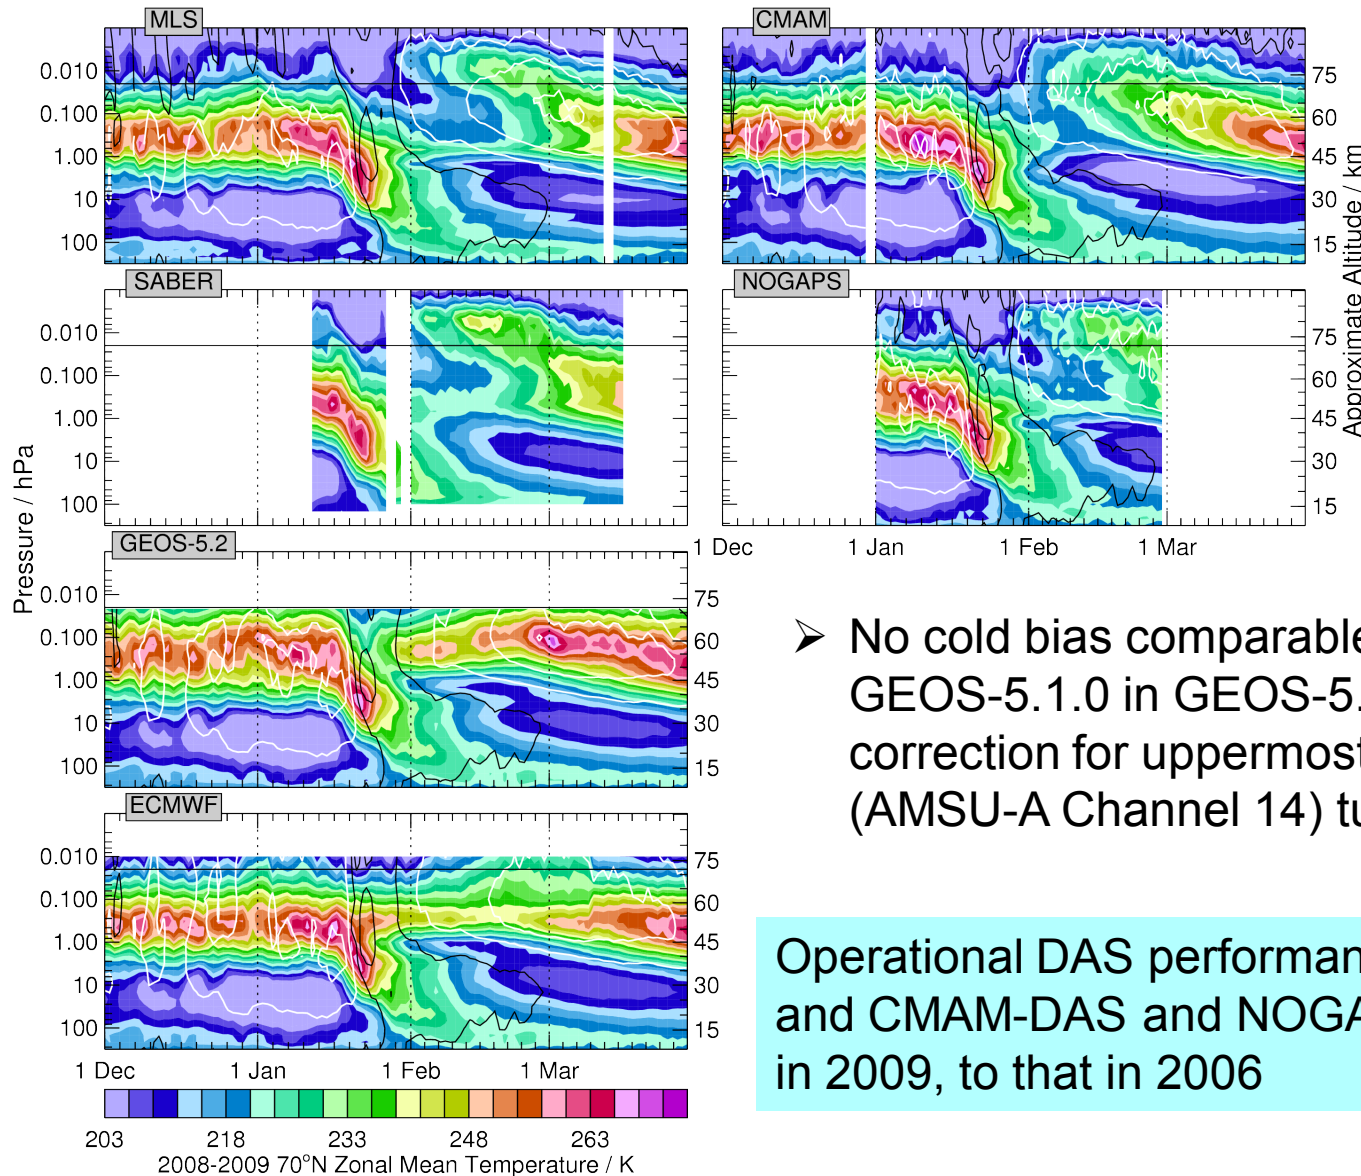 MLS
CMAM
0.010
0.100
1.00
10
100
75
60
45
30
15
SABER
NOGAPS
0.010
0.100
1.00
10
100
75
60
45
30
15
Pressure / hPa
Approximate Altitude / km
1 Dec 1 Jan 1 Feb 1 Mar
GEOS-5.2
0.010
0.100
1.00
10
100
75
60
45
30
15
ECMWF
0.010
0.100
1.00
10
100
75
60
45
30
15
1 Dec 1 Jan 1 Feb 1 Mar
203 218 233 248 263
2008-2009 70°N Zonal Mean Temperature / K
➢ No cold bias comparable
GEOS-5.1.0 in GEOS-5.
correction for uppermost
(AMSU-A Channel 14) tu
Operational DAS performan
and CMAM-DAS and NOGA
in 2009, to that in 2006